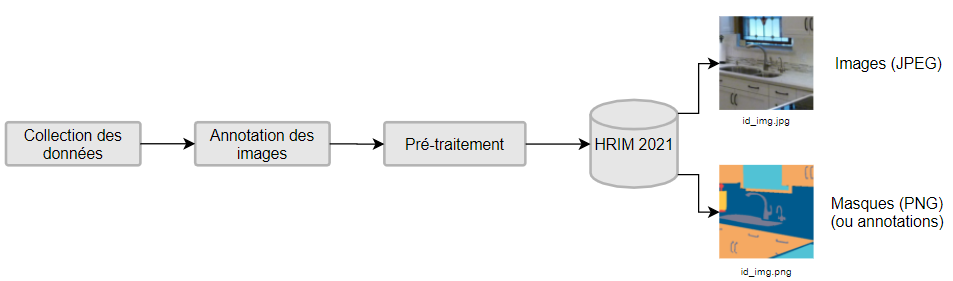 Collection des
données
Annotation des
images
Pré-traitement
HRIM 2021
Images (JPEG)
id_img.jpg
Masques (PNG)
(ou annotations)
id_img.png